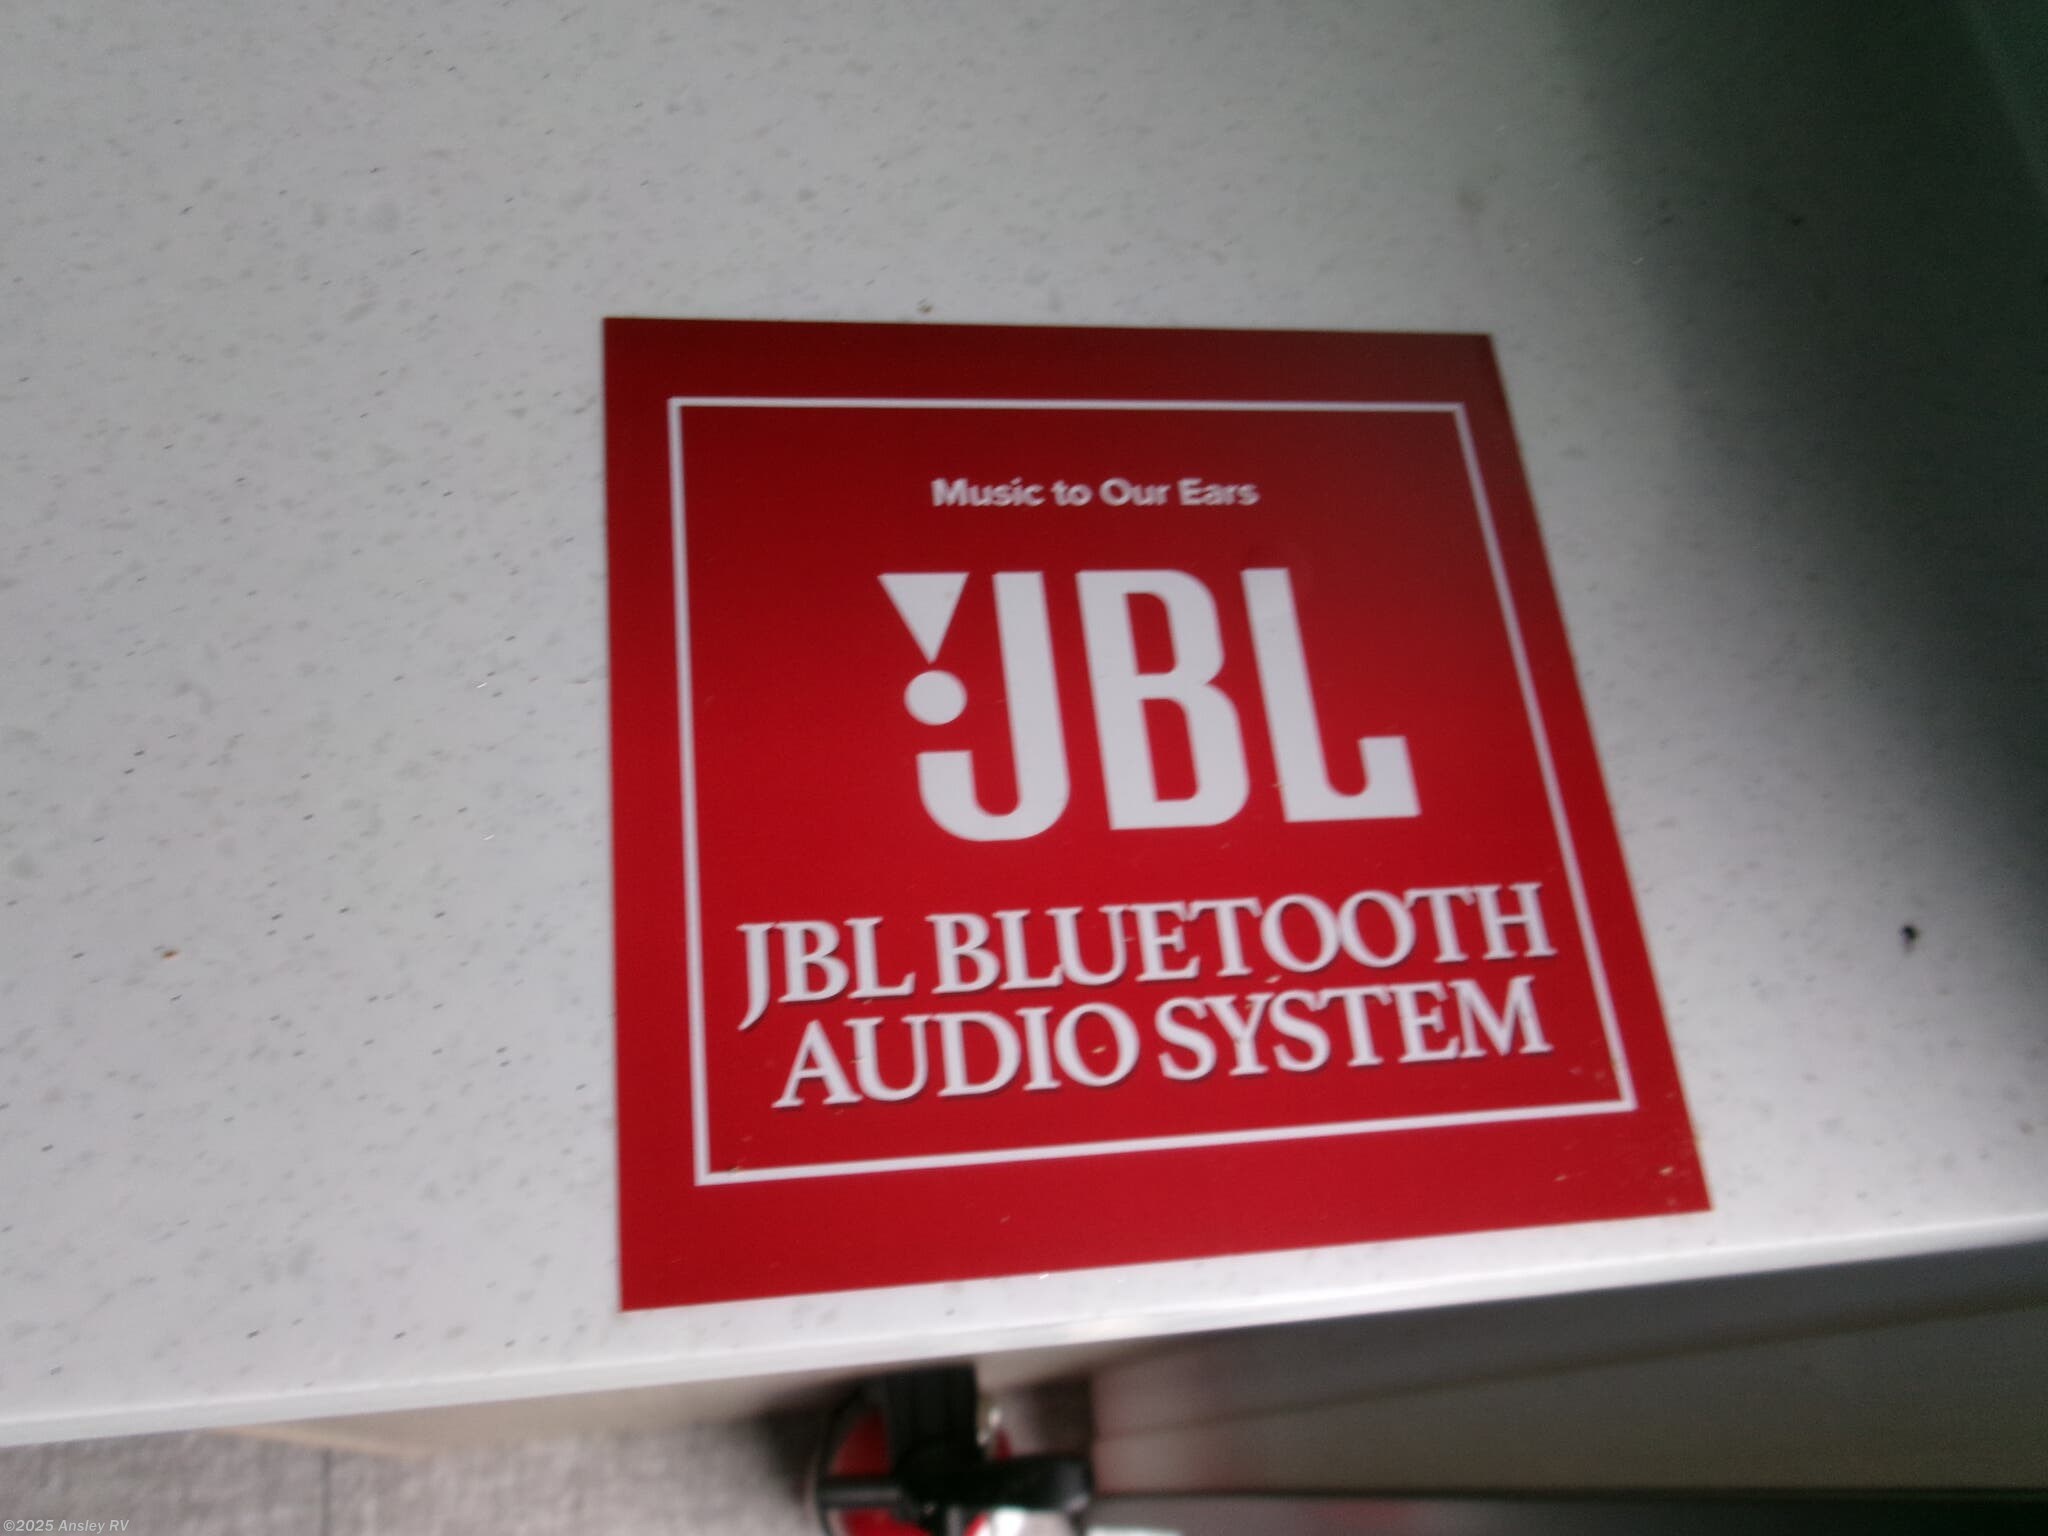 Music to Our Ears
JBL
JBL BLUETOOTH
AUDIO SYSTEM
©2025 Ansley RV